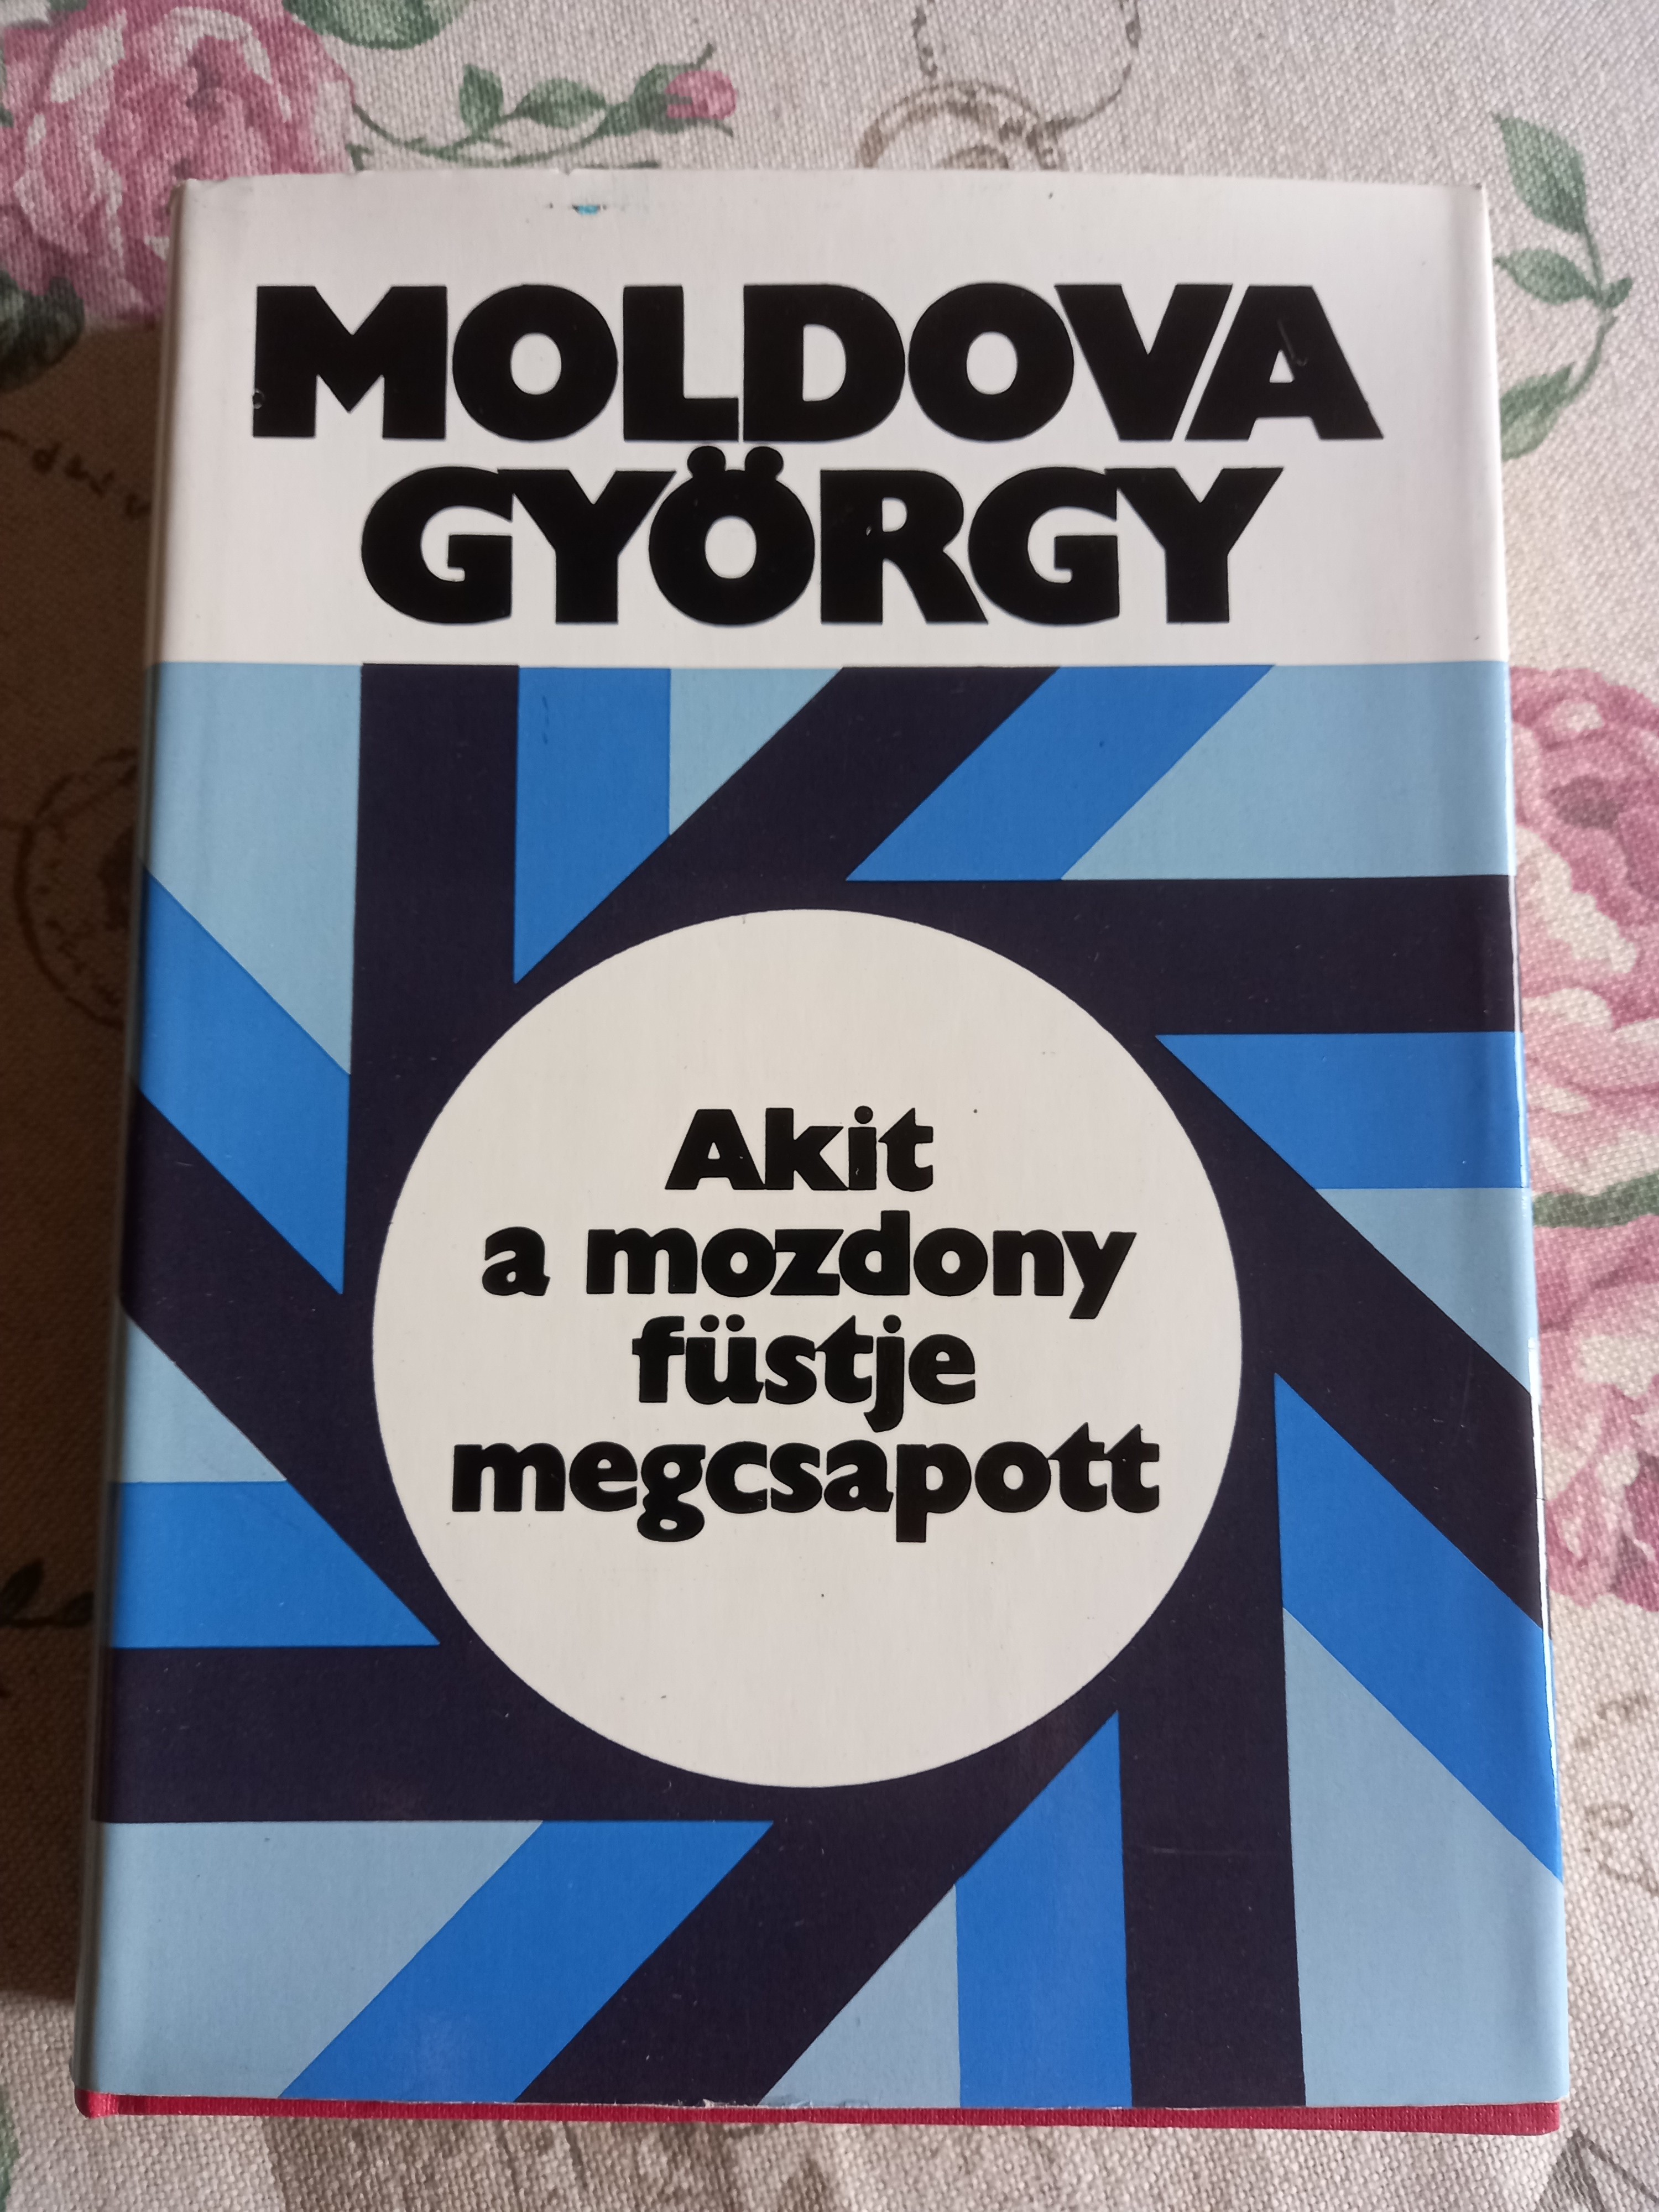 MOLDOVA
GYÖRGY
Akit
a mozdony
füstje
megcsapott